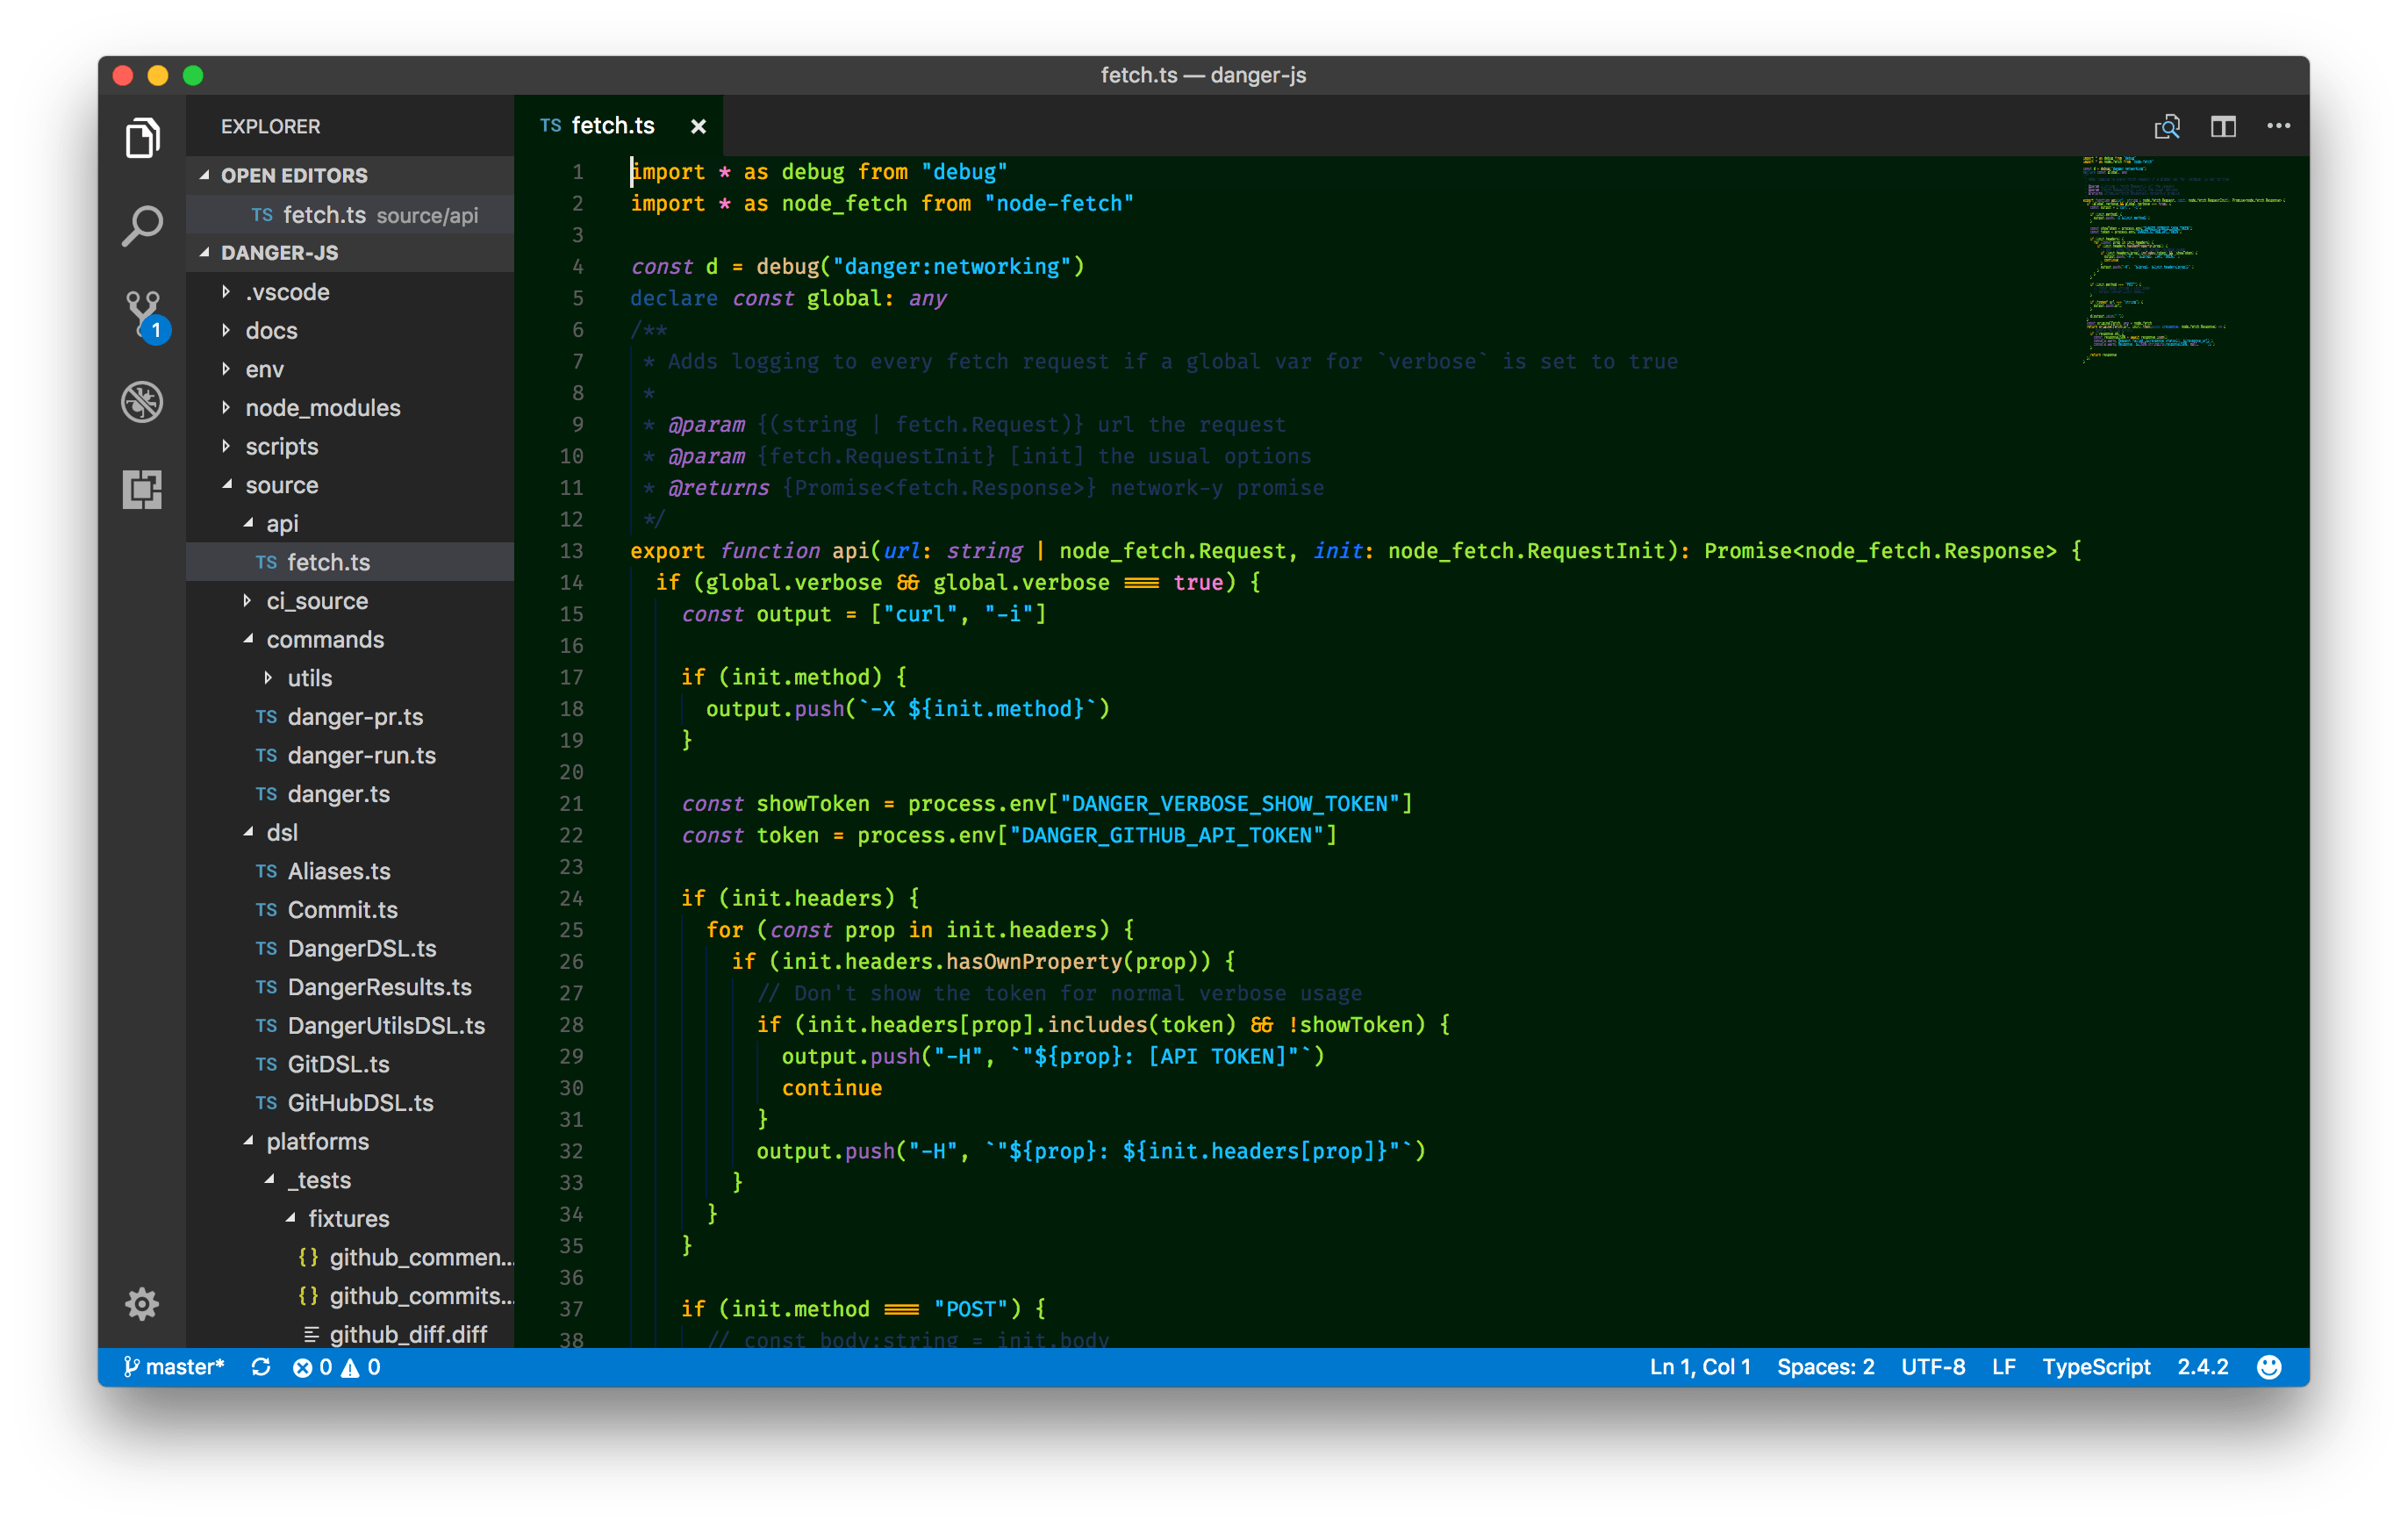 fetch.ts — danger-js
EXPLORER
OPEN EDITORS
TS fetch.ts source/api
DANGER-JS
.vscode
docs
env
node_modules
scripts
source
api
TS fetch.ts
ci_source
commands
utils
TS danger-pr.ts
TS danger-run.ts
TS danger.ts
dsl
TS Aliases.ts
TS Commit.ts
TS DangerDSL.ts
TS DangerResults.ts
TS DangerUtilsDSL.ts
TS GitDSL.ts
TS GitHubDSL.ts
platforms
_tests
fixtures
{} github_commen...
{} github_commits...
github_diff.diff
1
TS fetch.ts ×
1 import * as debug from "debug"
2 import * as node_fetch from "node-fetch"
3
4 const d = debug("danger:networking")
5 declare const global: any
6 /**
7  * Adds logging to every fetch request if a global var for `verbose` is set to true
8  *
9  * @param {(string | fetch.Request)} url the request
10  * @param {fetch.RequestInit} [init] the usual options
11  * @returns {Promise<fetch.Response>} network-y promise
12  */
13 export function api(url: string | node_fetch.Request, init: node_fetch.RequestInit): Promise<node_fetch.Response> {
14   if (global.verbose && global.verbose === true) {
15     const output = ["curl", "-i"]
16
17     if (init.method) {
18       output.push(`-X ${init.method}`)
19     }
20
21     const showToken = process.env["DANGER_VERBOSE_SHOW_TOKEN"]
22     const token = process.env["DANGER_GITHUB_API_TOKEN"]
23
24     if (init.headers) {
25       for (const prop in init.headers) {
26         if (init.headers.hasOwnProperty(prop)) {
27           // Don't show the token for normal verbose usage
28           if (init.headers[prop].includes(token) && !showToken) {
29             output.push("-H", `"${prop}: [API TOKEN]"`)
30             continue
31           }
32           output.push("-H", `"${prop}: ${init.headers[prop]}"`)
33         }
34       }
35     }
36
37     if (init.method === "POST") {
38       // const body:string = init.body
master* 0 0 Ln 1, Col 1 Spaces: 2 UTF-8 LF TypeScript 2.4.2